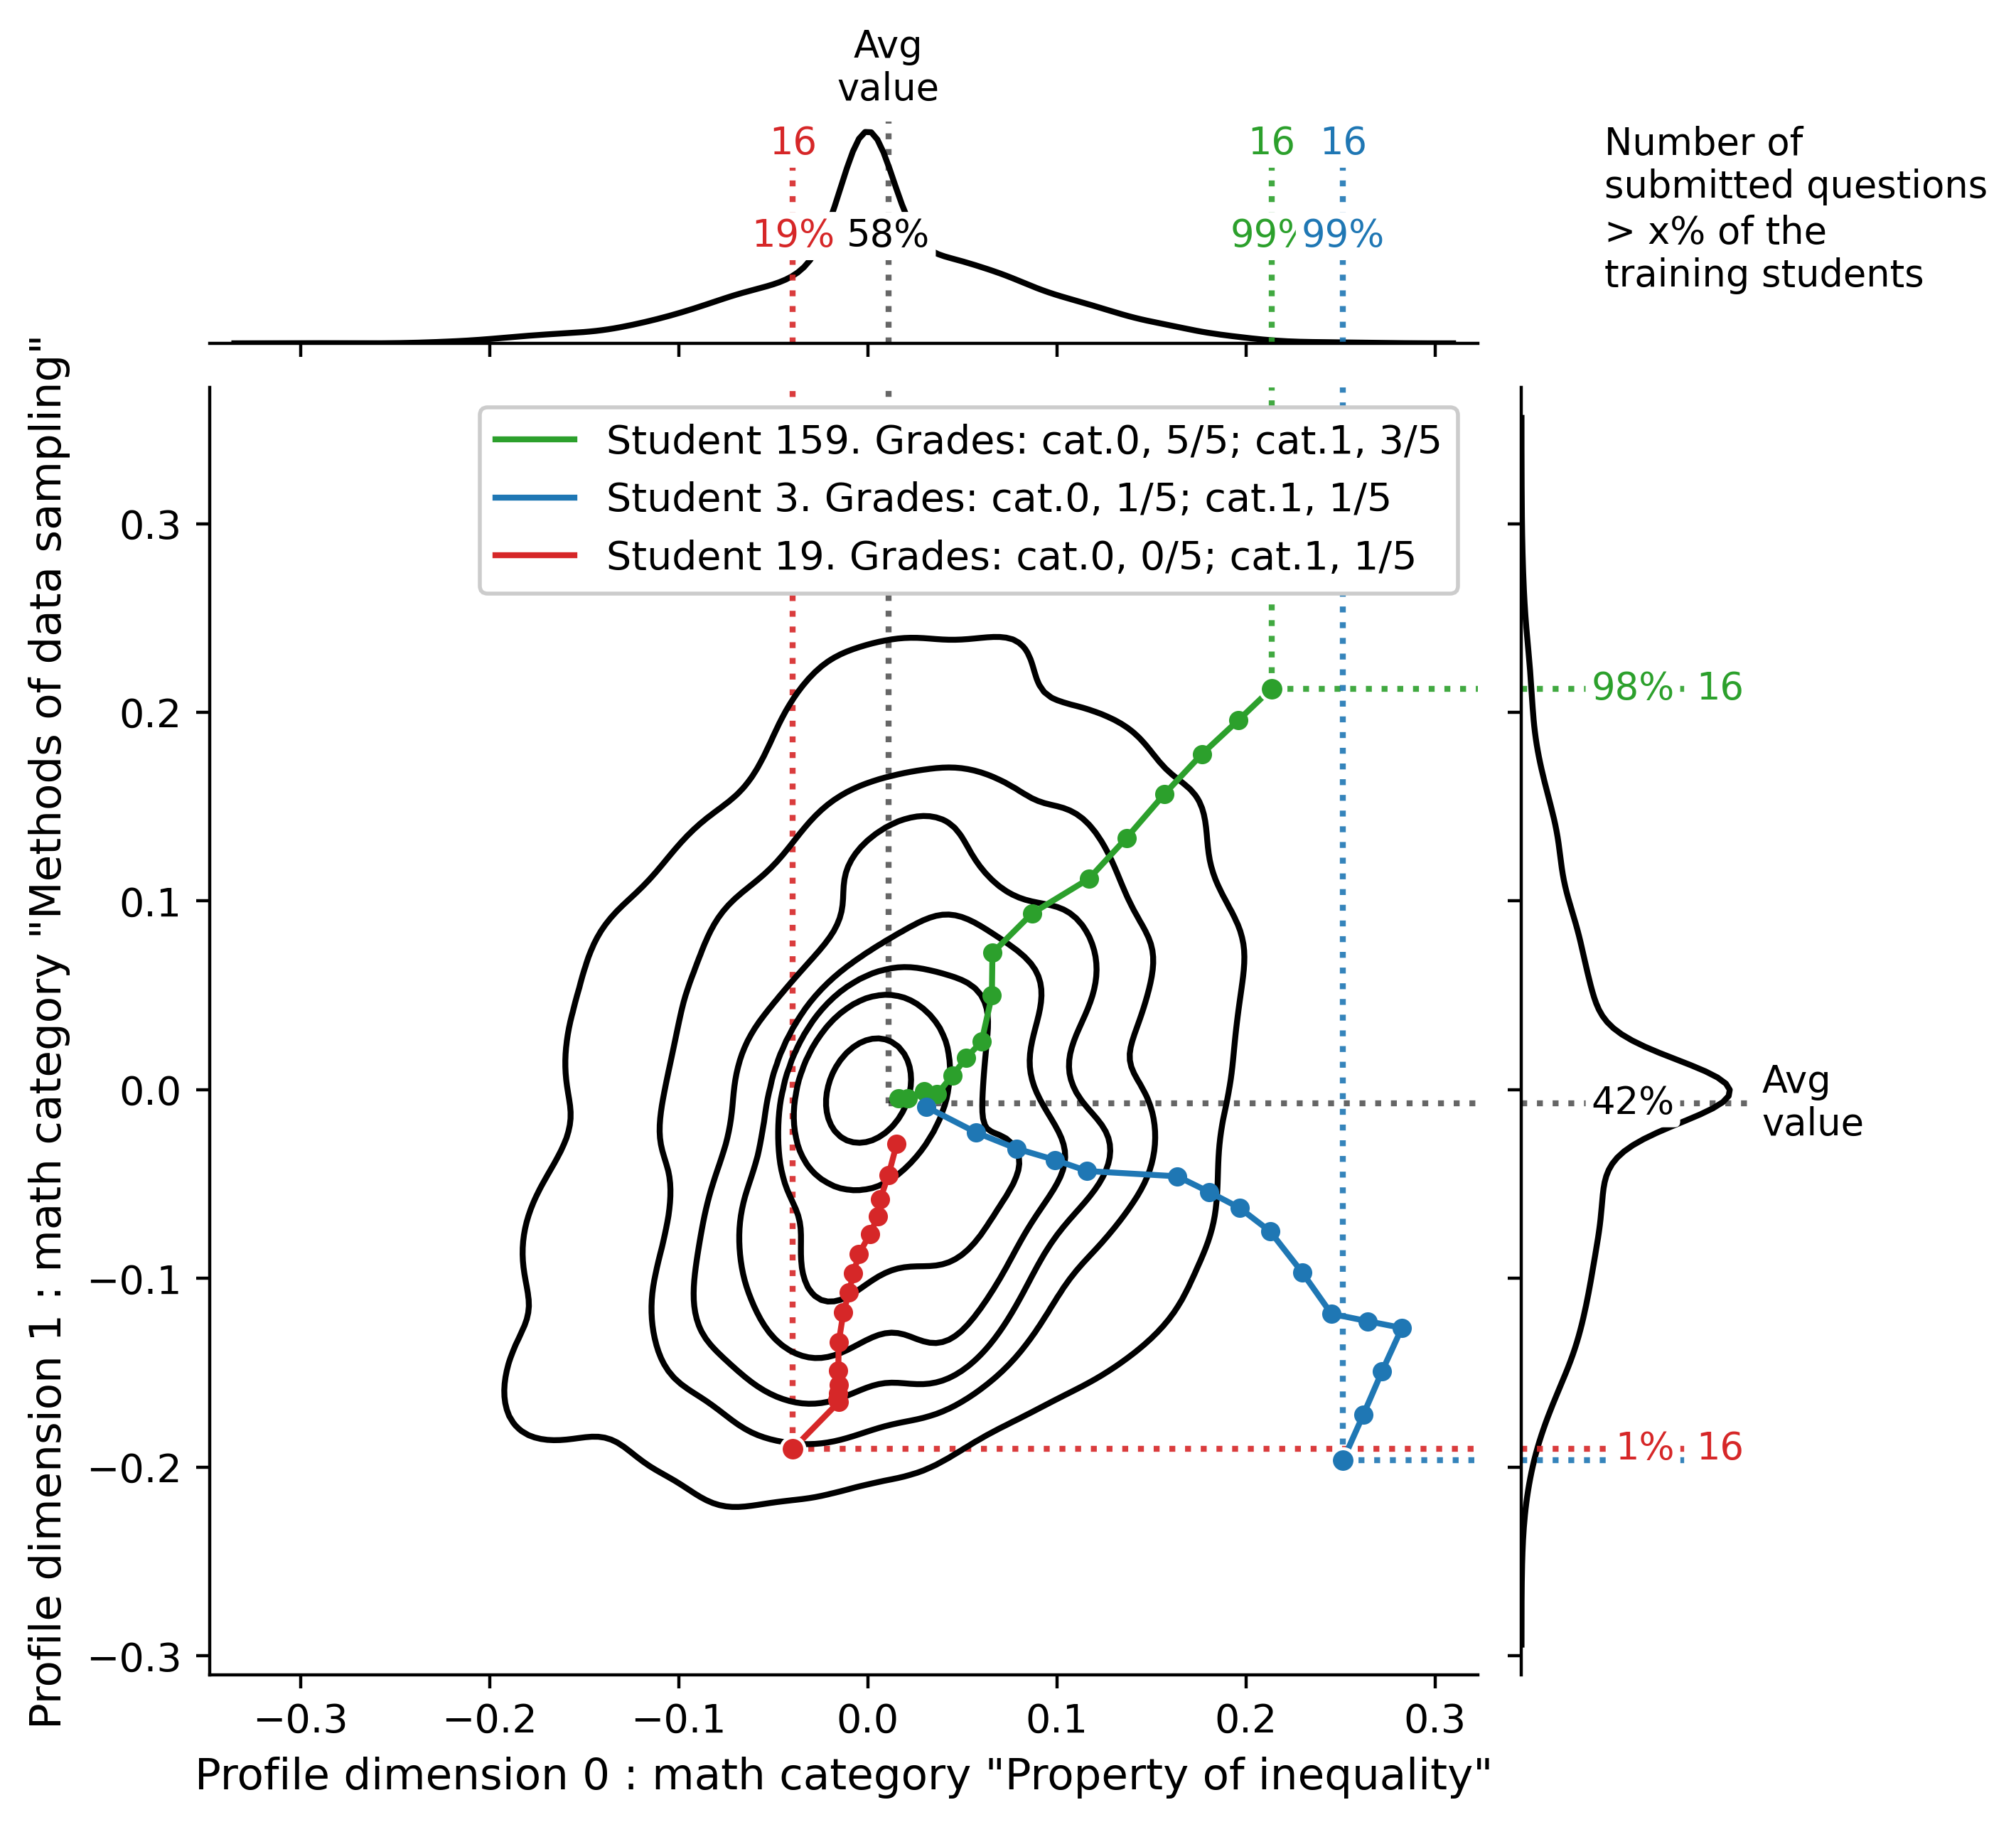 Avg
value
16
16
16
19%
58%
99%
99%
Number of
submitted questions
> x% of the
training students
Student 159. Grades: cat.0, 5/5; cat.1, 3/5
Student 3. Grades: cat.0, 1/5; cat.1, 1/5
Student 19. Grades: cat.0, 0/5; cat.1, 1/5
Profile dimension 1 : math category "Methods of data sampling"
0.3
0.2
0.1
0.0
−0.1
−0.2
−0.3
98%
16
42%
Avg
value
1%
16
−0.3
−0.2
−0.1
0.0
0.1
0.2
0.3
Profile dimension 0 : math category "Property of inequality"